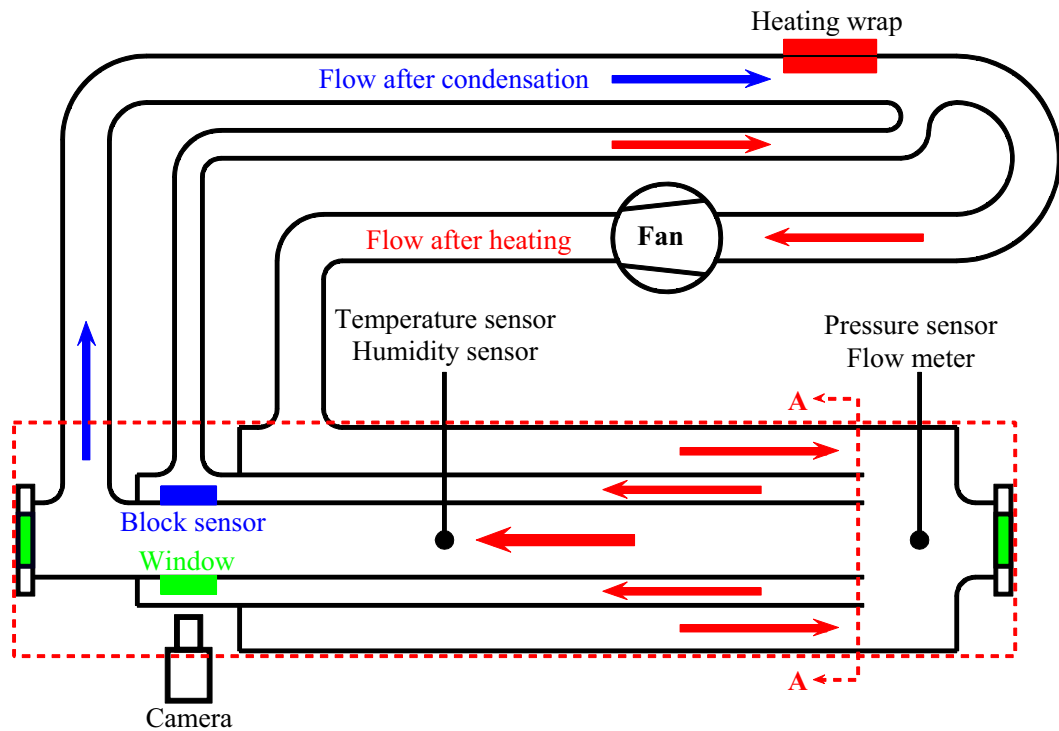 Heating wrap
Flow after condensation
Flow after heating
Fan
Temperature sensor
Humidity sensor
Pressure sensor
Flow meter
A
Block sensor
Window
A
Camera